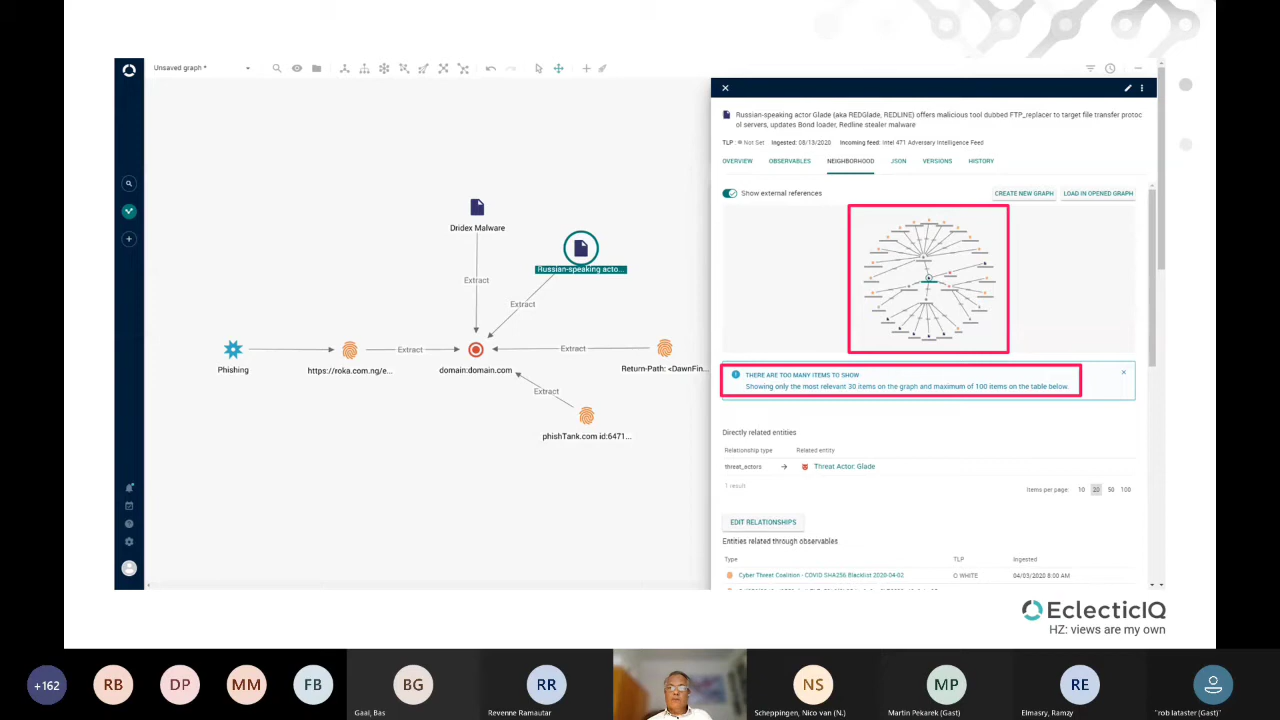 Unsaved graph *
Russian-speaking actor Glade (aka REDGlade, REDLINE) offers malicious tool dubbed FTP_replacer to target file transfer protoc
ol servers, updates Bond loader, Redline stealer malware
TLP : Not Set Ingested: 08/13/2020 Incoming feed: Intel 471 Adversary Intelligence Feed
OVERVIEW OBSERVABLES NEIGHBORHOOD JSON VERSIONS HISTORY
Show external references
CREATE NEW GRAPH LOAD IN OPENED GRAPH
Dridex Malware
Russian-speaking acto...
Extract
Extract
Phishing
https://roka.com.ng/e...
Extract
domain:domain.com
Extract
Return-Path: <DawnFin...
Extract
phishTank.com id:6471...
THERE ARE TOO MANY ITEMS TO SHOW
Showing only the most relevant 30 items on the graph and maximum of 100 items on the table below.
Directly related entities
Relationship type Related entity
threat_actors Threat Actor: Glade
1 result
Items per page: 10 20 50 100
EDIT RELATIONSHIPS
Entities related through observables
Type TLP Ingested
Cyber Threat Coalition - COVID SHA256 Blacklist 2020-04-02 WHITE 04/05/2020 8:00 AM
EclecticIQ
HZ: views are my own
+162 RB DP MM FB BG RR NS MP RE
Gaal, Bas Revenne Ramautar Scheppingen, Nico van (N.) Martin Pekarek (Gast) Elmasry, Ramzy "rob lataster (Gast)"